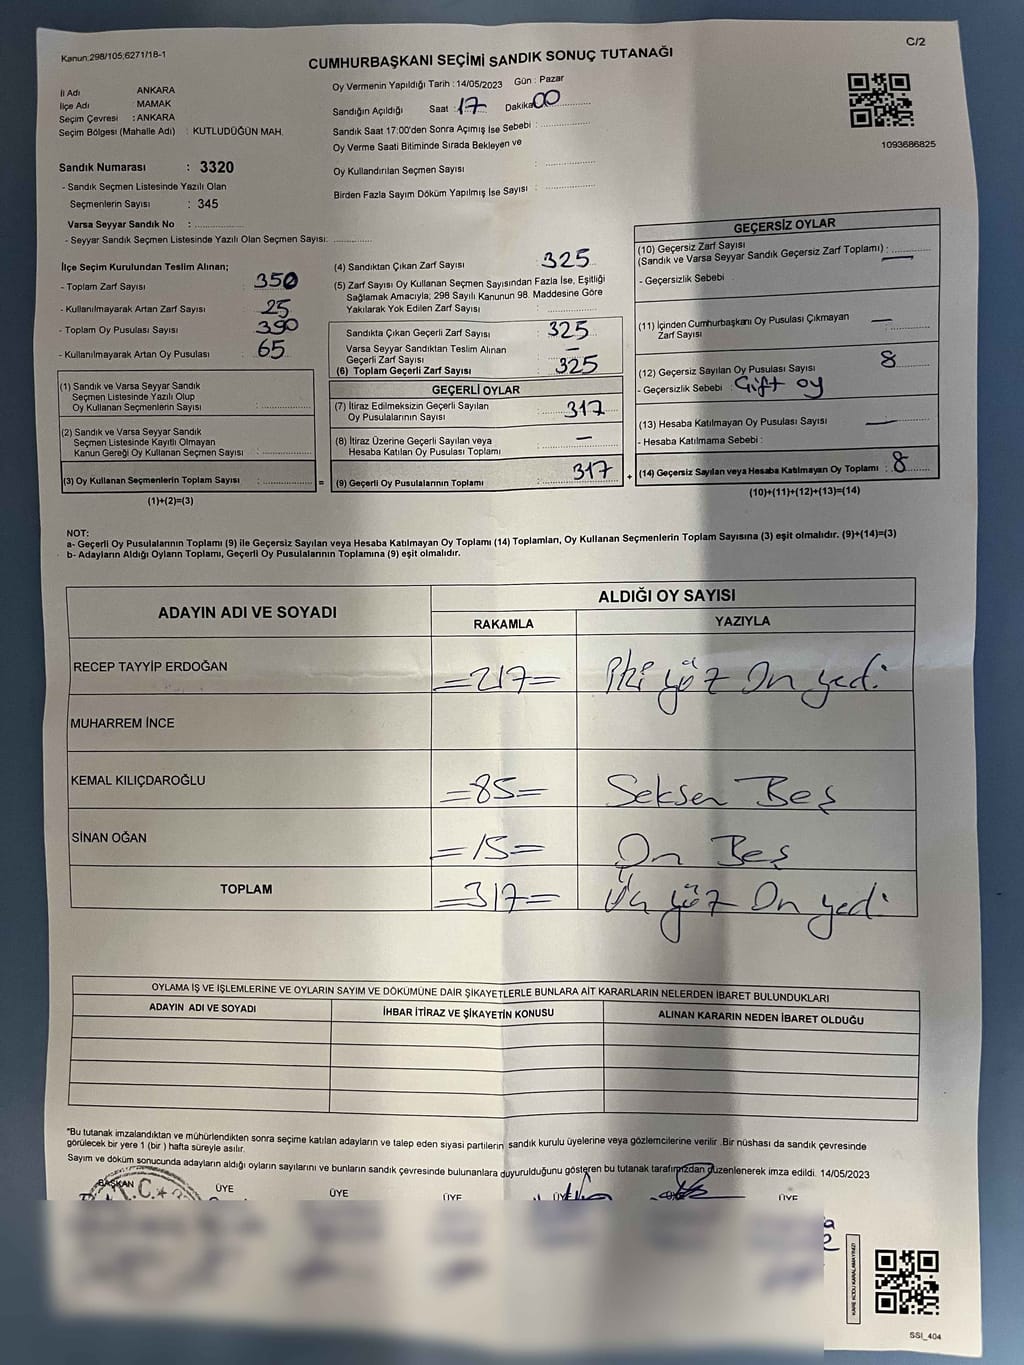 Kanun:298/105;6271/18-1
C/2
CUMHURBAŞKANI SEÇİMİ SANDIK SONUÇ TUTANAĞI
İl Adı ANKARA
İlçe Adı MAMAK
Seçim Çevresi : ANKARA
Seçim Bölgesi (Mahalle Adı) : KUTLUDÜĞÜN MAH.
Sandık Numarası : 3320
- Sandık Seçmen Listesinde Yazılı Olan
Seçmenlerin Sayısı : 345
Varsa Seyyar Sandık No :
- Seyyar Sandık Seçmen Listesinde Yazılı Olan Seçmen Sayısı:
Oy Vermenin Yapıldığı Tarih : 14/05/2023 Gün : Pazar
Sandığın Açıldığı Saat : 17 Dakika 00
Sandık Saat 17:00'den Sonra Açımış İse Sebebi :
Oy Verme Saati Bitiminde Sırada Bekleyen ve
Oy Kullandırılan Seçmen Sayısı :
Birden Fazla Sayım Döküm Yapılmış İse Sayısı :
1093686825
İlçe Seçim Kurulundan Teslim Alınan;
- Toplam Zarf Sayısı 350
- Kullanılmayarak Artan Zarf Sayısı 25
- Toplam Oy Pusulası Sayısı 390
- Kullanılmayarak Artan Oy Pusulası 65
(1) Sandık ve Varsa Seyyar Sandık
Seçmen Listesinde Yazılı Olup
Oy Kullanan Seçmenlerin Sayısı :
(2) Sandık ve Varsa Seyyar Sandık
Seçmen Listesinde Kayıtlı Olmayan
Kanun Gereği Oy Kullanan Seçmen Sayısı :
(3) Oy Kullanan Seçmenlerin Toplam Sayısı : =
(1)+(2)=(3)
(4) Sandıktan Çıkan Zarf Sayısı : 325
(5) Zarf Sayısı Oy Kullanan Seçmen Sayısından Fazla İse, Eşitliği
Sağlamak Amacıyla; 298 Sayılı Kanunun 98. Maddesine Göre
Yakılarak Yok Edilen Zarf Sayısı :
Sandıkta Çıkan Geçerli Zarf Sayısı : 325
Varsa Seyyar Sandıktan Teslim Alınan
Geçerli Zarf Sayısı : —
(6) Toplam Geçerli Zarf Sayısı : 325
GEÇERLİ OYLAR
(7) İtiraz Edilmeksizin Geçerli Sayılan
Oy Pusulalarının Sayısı : 317
(8) İtiraz Üzerine Geçerli Sayılan veya
Hesaba Katılan Oy Pusulası Toplamı : —
(9) Geçerli Oy Pusulalarının Toplamı : 317 +
GEÇERSİZ OYLAR
(10) Geçersiz Zarf Sayısı
(Sandık ve Varsa Seyyar Sandık Geçersiz Zarf Toplamı) : —
- Geçersizlik Sebebi :
(11) İçinden Cumhurbaşkanı Oy Pusulası Çıkmayan
Zarf Sayısı : —
(12) Geçersiz Sayılan Oy Pusulası Sayısı 8
- Geçersizlik Sebebi : Çift oy
(13) Hesaba Katılmayan Oy Pusulası Sayısı : —
- Hesaba Katılmama Sebebi :
(14) Geçersiz Sayılan veya Hesaba Katılmayan Oy Toplamı : 8
(10)+(11)+(12)+(13)=(14)
NOT:
a- Geçerli Oy Pusulalarının Toplamı (9) ile Geçersiz Sayılan veya Hesaba Katılmayan Oy Toplamı (14) Toplamları, Oy Kullanan Seçmenlerin Toplam Sayısına (3) eşit olmalıdır. (9)+(14)=(3)
b- Adayların Aldığı Oyların Toplamı, Geçerli Oy Pusulalarının Toplamına (9) eşit olmalıdır.
ADAYIN ADI VE SOYADI ALDIĞI OY SAYISI
RAKAMLA YAZIYLA
RECEP TAYYİP ERDOĞAN =217= İki yüz On yedi
MUHARREM İNCE
KEMAL KILIÇDAROĞLU =85= Seksen Beş
SİNAN OĞAN =15= On Beş
TOPLAM =317= Üç yüz On yedi
OYLAMA İŞ VE İŞLEMLERİNE VE OYLARIN SAYIM VE DÖKÜMÜNE DAİR ŞİKAYETLERLE BUNLARA AİT KARARLARIN NELERDEN İBARET BULUNDUKLARI
ADAYIN ADI VE SOYADI İHBAR İTİRAZ VE ŞİKAYETİN KONUSU ALINAN KARARIN NEDEN İBARET OLDUĞU
"Bu tutanak imzalandıktan ve mühürlendikten sonra seçime katılan adayların ve talep eden siyasi partilerin sandık kurulu üyelerine veya gözlemcilerine verilir .Bir nüshası da sandık çevresinde
görülecek bir yere 1 (bir ) hafta süreyle asılır.
Sayım ve döküm sonucunda adayların aldığı oyların sayılarını ve bunların sandık çevresinde bulunanlara duyurulduğunu gösteren bu tutanak tarafımızdan düzenlenerek imza edildi. 14/05/2023
BAŞKAN ÜYE ÜYE ÜYE ÜYE ÜYE
T.C.
KARE KODU KARALAMAYINIZ!
SSI_404